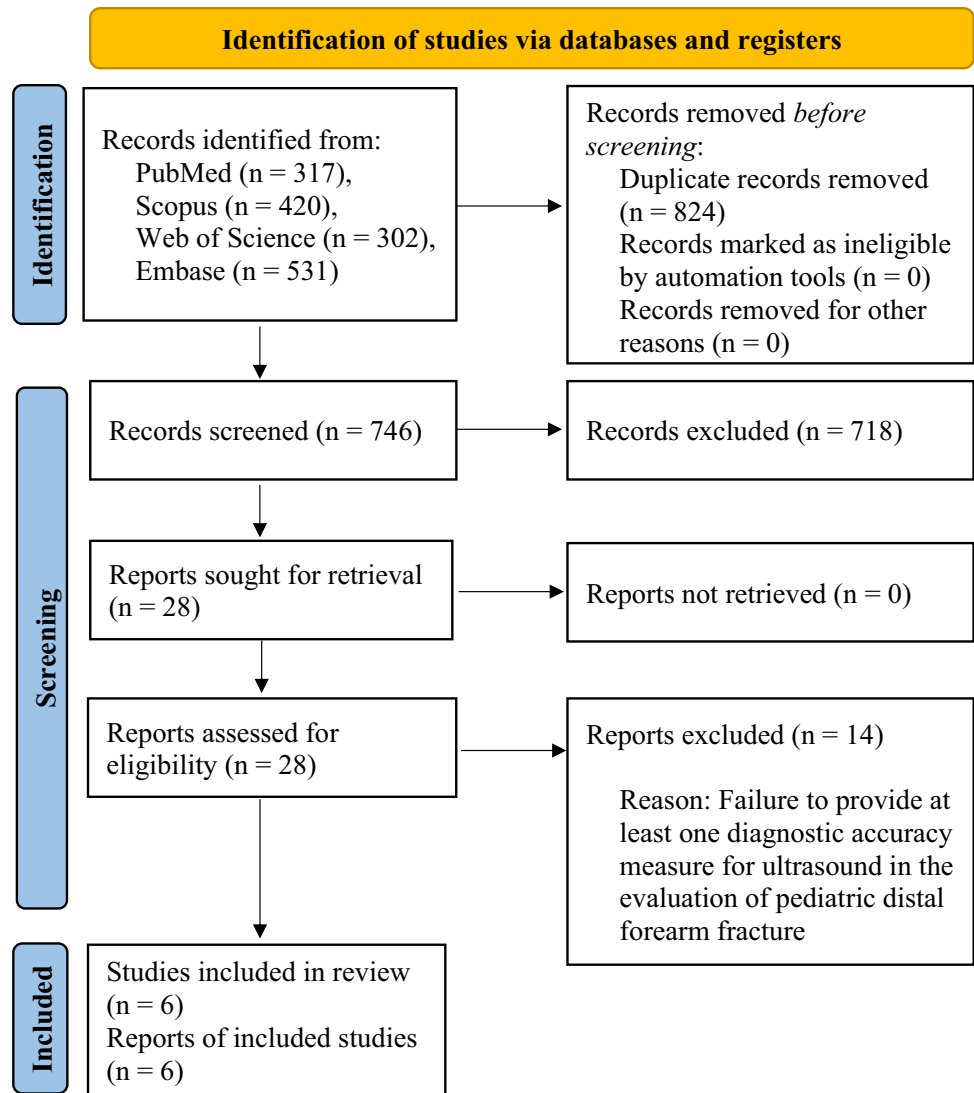 Identification of studies via databases and registers
Identification
Records identified from:
PubMed (n = 317),
Scopus (n = 420),
Web of Science (n = 302),
Embase (n = 531)
Records removed before
screening:
Duplicate records removed
(n = 824)
Records marked as ineligible
by automation tools (n = 0)
Records removed for other
reasons (n = 0)
Screening
Records screened (n = 746)
Records excluded (n = 718)
Reports sought for retrieval
(n = 28)
Reports not retrieved (n = 0)
Reports assessed for
eligibility (n = 28)
Reports excluded (n = 14)
Reason: Failure to provide at
least one diagnostic accuracy
measure for ultrasound in the
evaluation of pediatric distal
forearm fracture
Included
Studies included in review
(n = 6)
Reports of included studies
(n = 6)